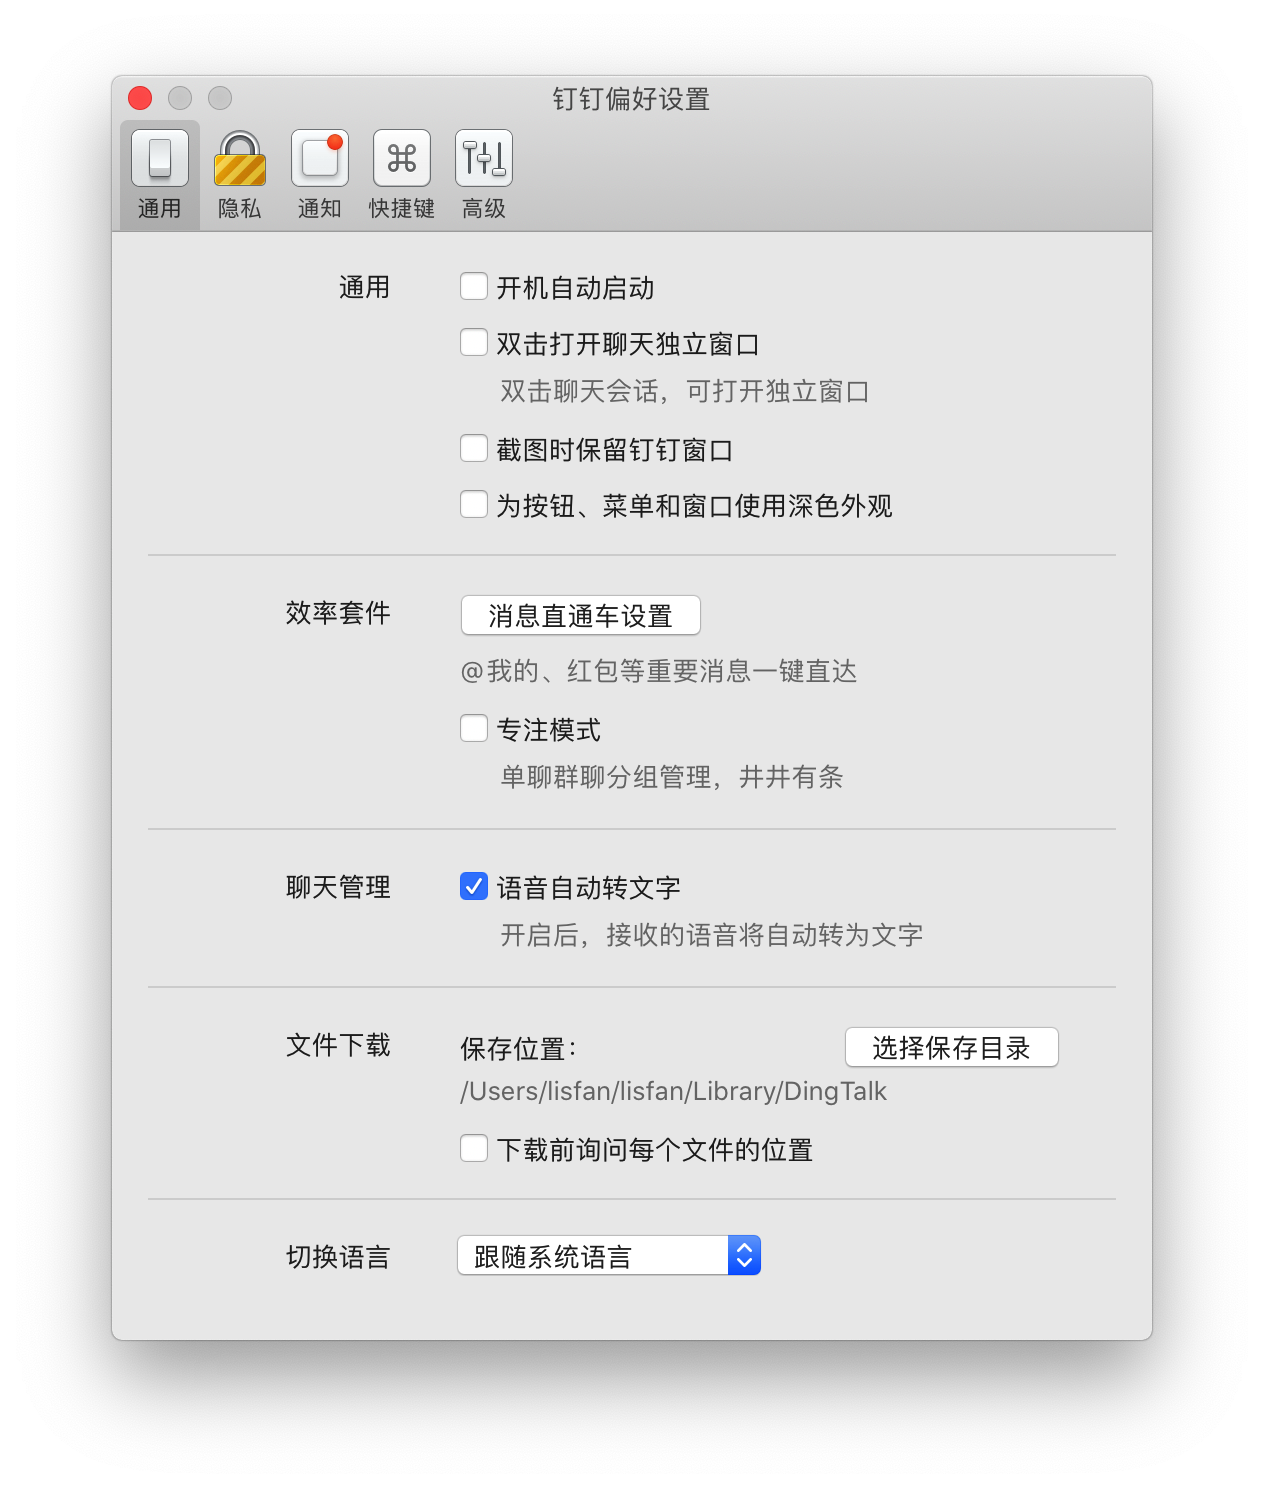 钉钉偏好设置
通用 隐私 通知 快捷键 高级
通用
开机自动启动
双击打开聊天独立窗口
双击聊天会话，可打开独立窗口
截图时保留钉钉窗口
为按钮、菜单和窗口使用深色外观
效率套件
消息直通车设置
@我的、红包等重要消息一键直达
专注模式
单聊群聊分组管理，井井有条
聊天管理
语音自动转文字
开启后，接收的语音将自动转为文字
文件下载
保存位置：
选择保存目录
/Users/lisfan/lisfan/Library/DingTalk
下载前询问每个文件的位置
切换语言
跟随系统语言